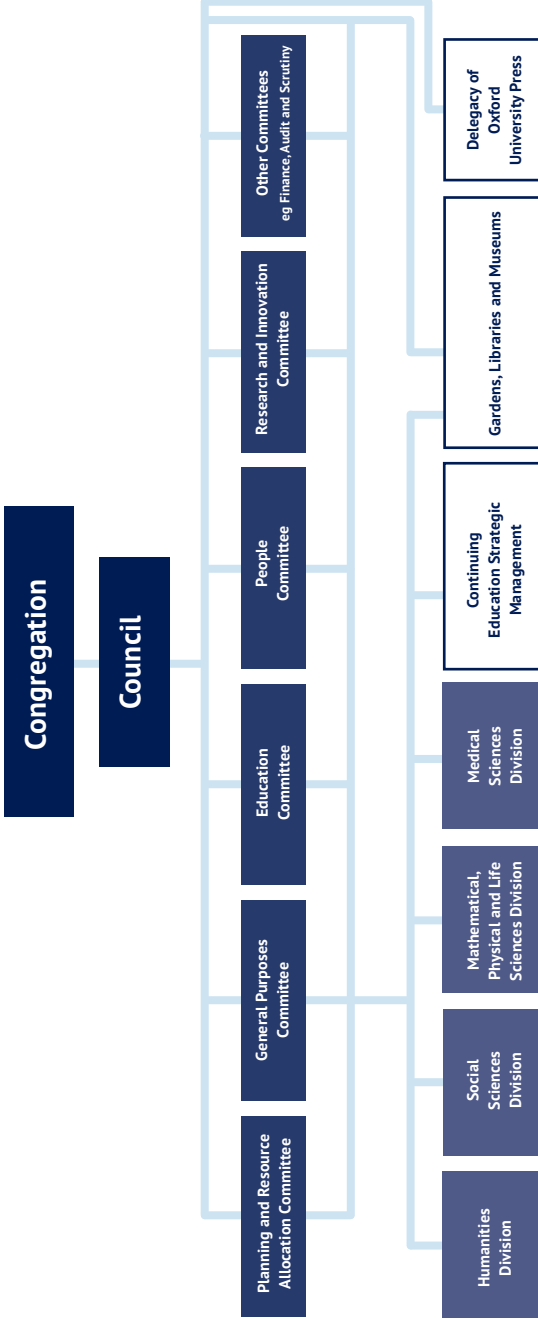 Congregation
Council
Planning and Resource
Allocation Committee
General Purposes
Committee
Education
Committee
People
Committee
Research and Innovation
Committee
Other Committees
eg Finance, Audit and Scrutiny
Humanities
Division
Social
Sciences
Division
Mathematical,
Physical and Life
Sciences Division
Medical
Sciences
Division
Continuing
Education Strategic
Management
Gardens, Libraries and Museums
Delegacy of
Oxford
University Press